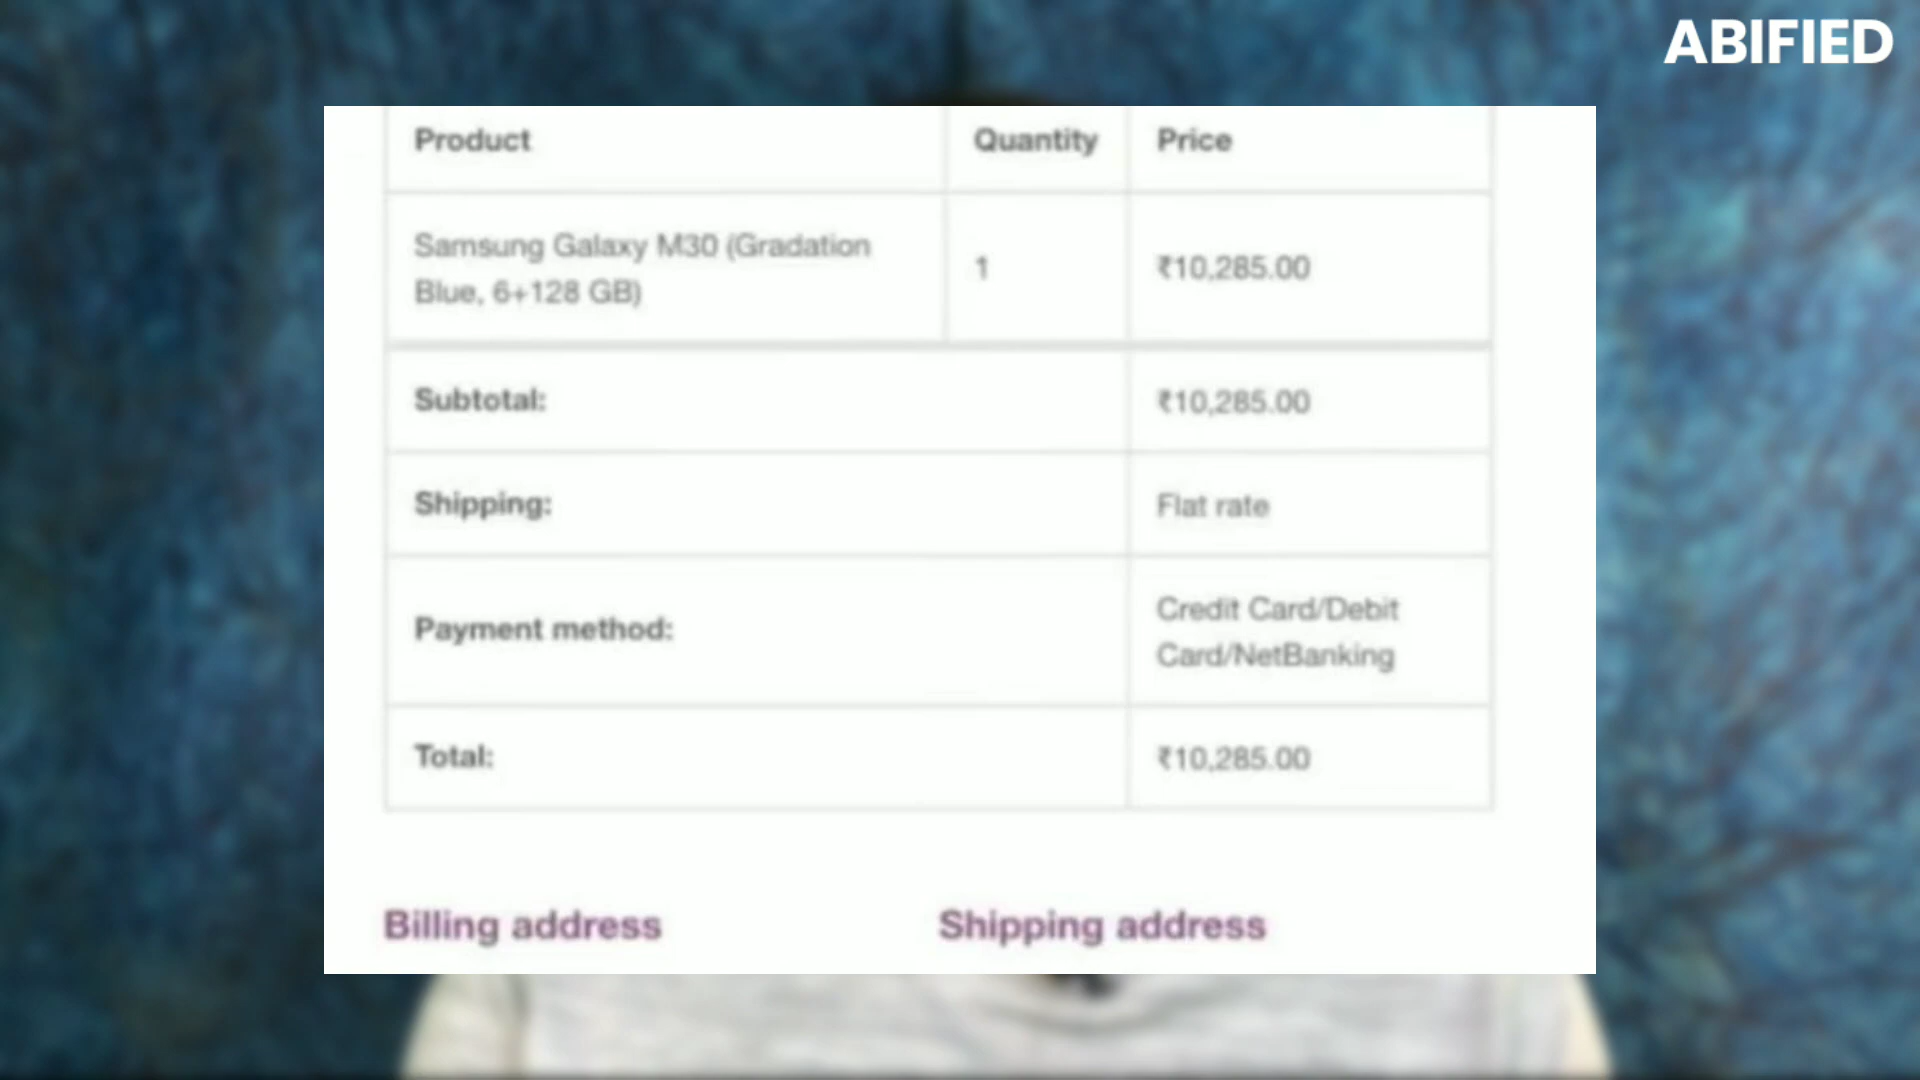 ABIFIED
Product Quantity Price
Samsung Galaxy M30 (Gradation
Blue, 6+128 GB) 1 ₹10,285.00
Subtotal: ₹10,285.00
Shipping: Flat rate
Payment method: Credit Card/Debit
Card/NetBanking
Total: ₹10,285.00
Billing address Shipping address